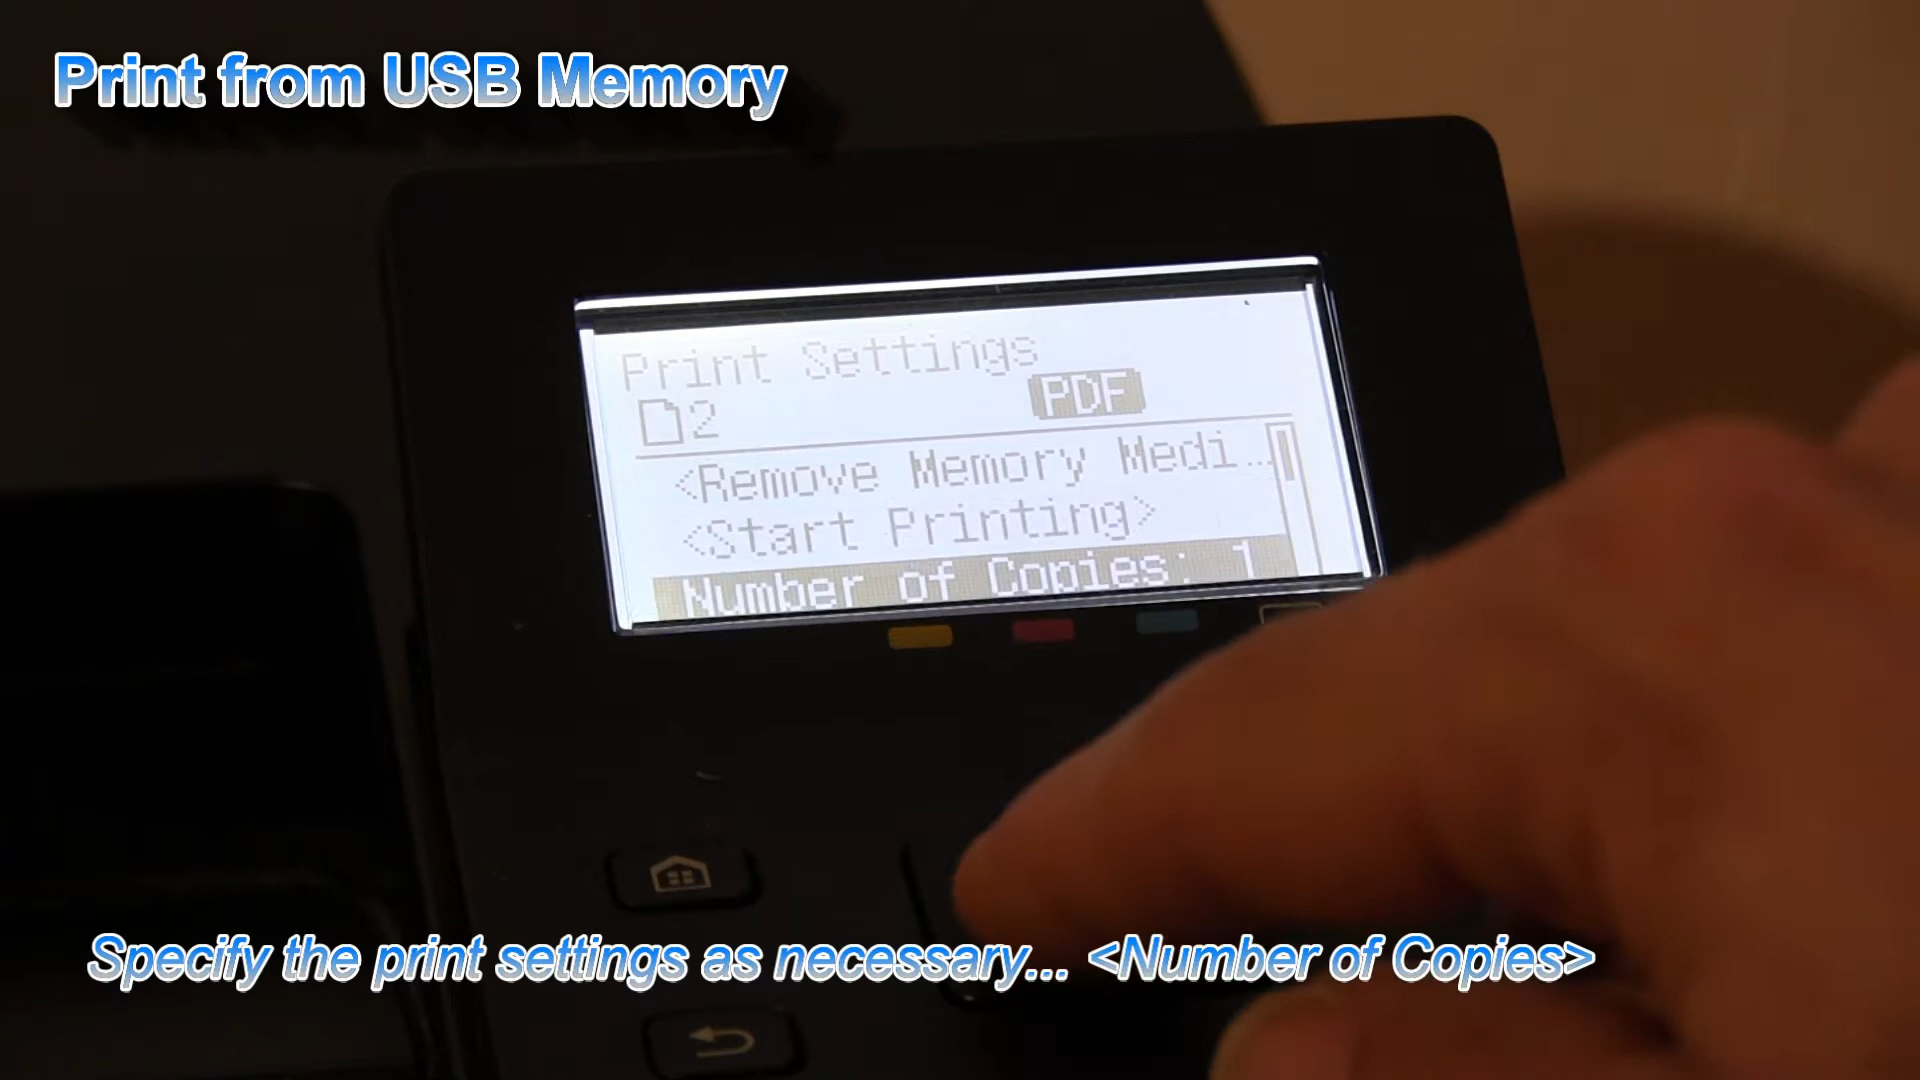 Print from USB Memory
Print Settings
2 PDF
<Remove Memory Medi...
<Start Printing>
Number of Copies: 1
Specify the print settings as necessary... <Number of Copies>